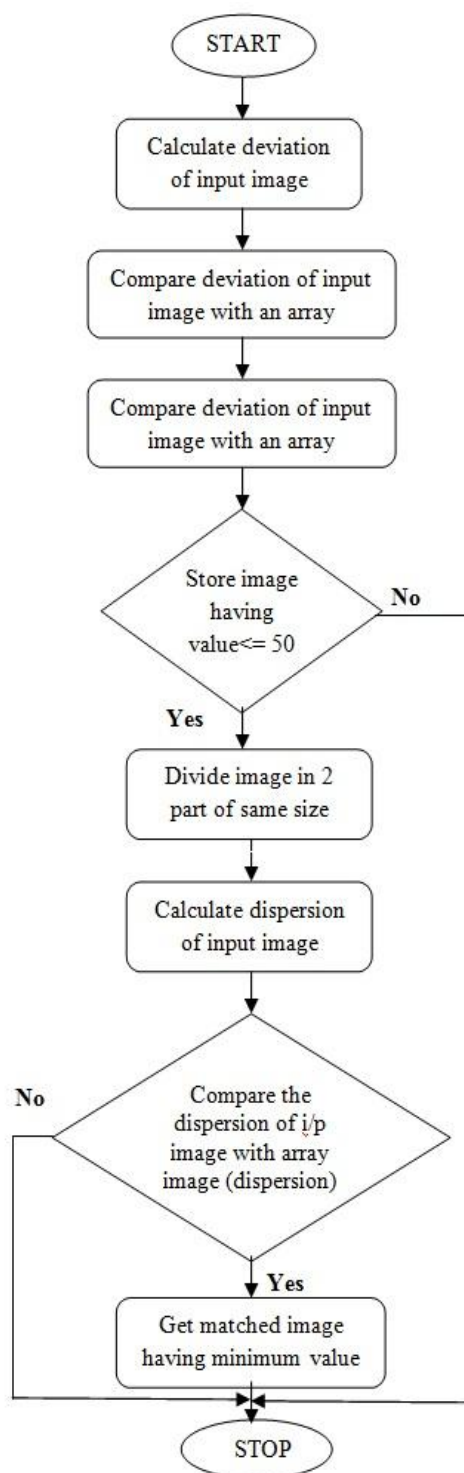 START
Calculate deviation
of input image
Compare deviation of input
image with an array
Compare deviation of input
image with an array
Store image
having
value<= 50
No
Yes
Divide image in 2
part of same size
Calculate dispersion
of input image
No
Compare the
dispersion of i/p
image with array
image (dispersion)
Yes
Get matched image
having minimum value
STOP